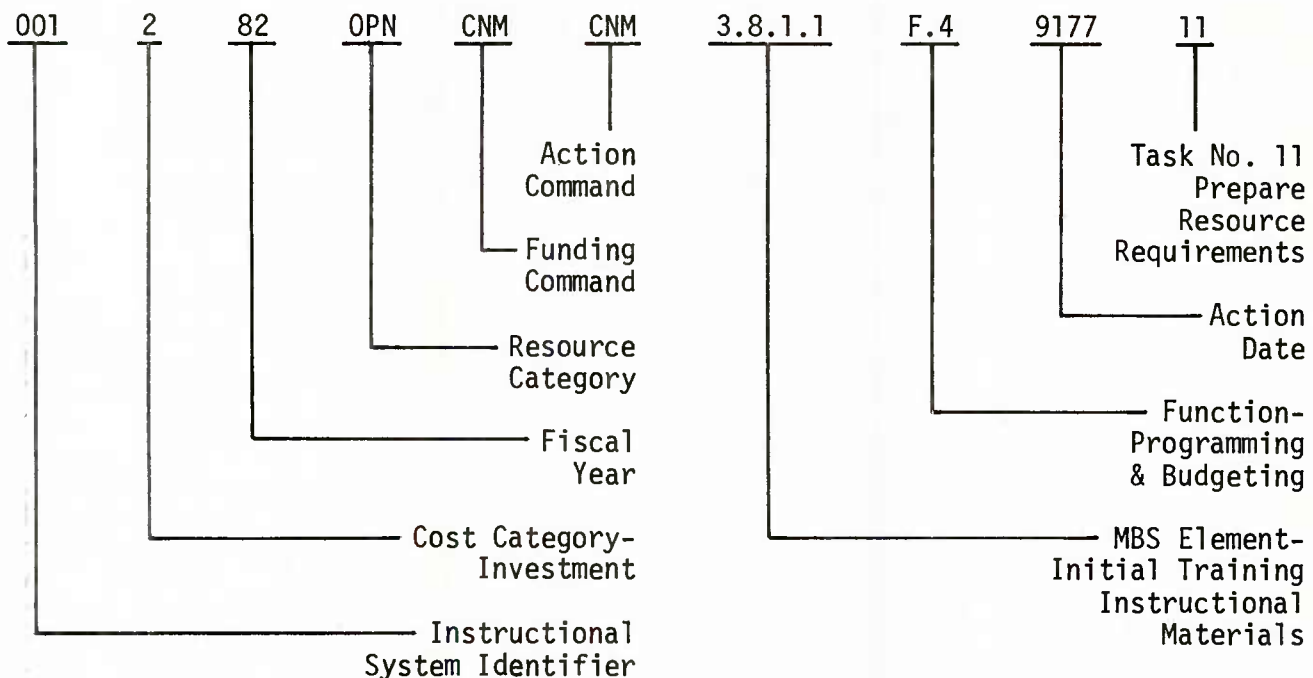 001 2 82 OPN CNM CNM 3.8.1.1 F.4 9177 11
Action
Command
Funding
Command
Resource
Category
Fiscal
Year
Cost Category-
Investment
Instructional
System Identifier
Task No. 11
Prepare
Resource
Requirements
Action
Date
Function-
Programming
& Budgeting
MBS Element-
Initial Training
Instructional
Materials